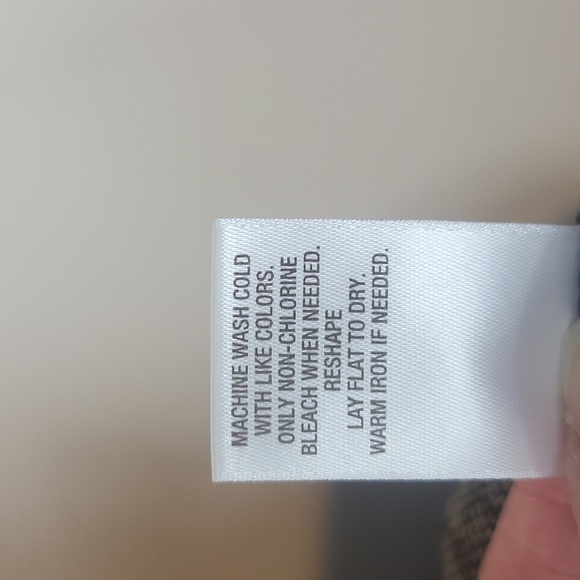 MACHINE WASH COLD
WITH LIKE COLORS.
ONLY NON-CHLORINE
BLEACH WHEN NEEDED.
RESHAPE
LAY FLAT TO DRY.
WARM IRON IF NEEDED.